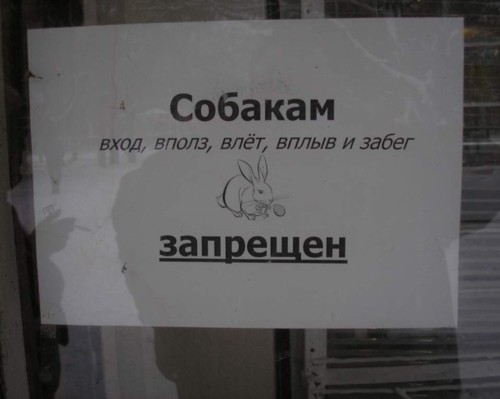 Собакам
вход, вполз, влёт, вплыв и забег
запрещен